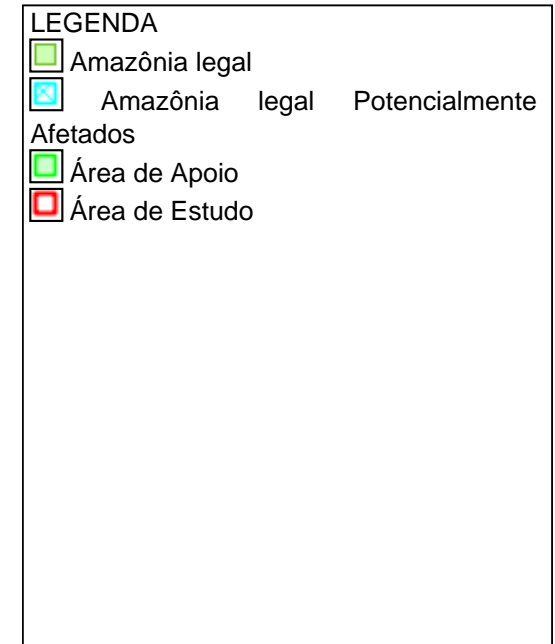 LEGENDA
Amazônia legal
Amazônia legal Potencialmente
Afetados
Área de Apoio
Área de Estudo